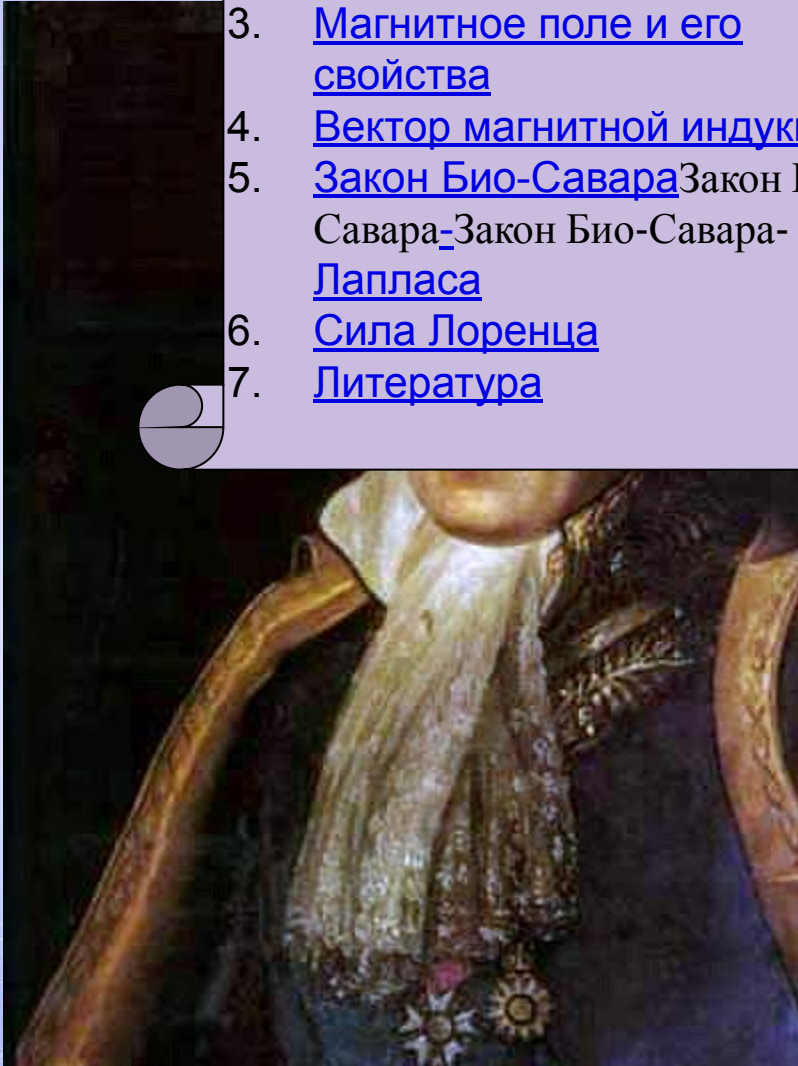 3. Магнитное поле и его
свойства
4. Вектор магнитной
5. Закон Био-СавараЗакон
Савара-Закон Био-Савара-
Лапласа
6. Сила Лоренца
7. Литература